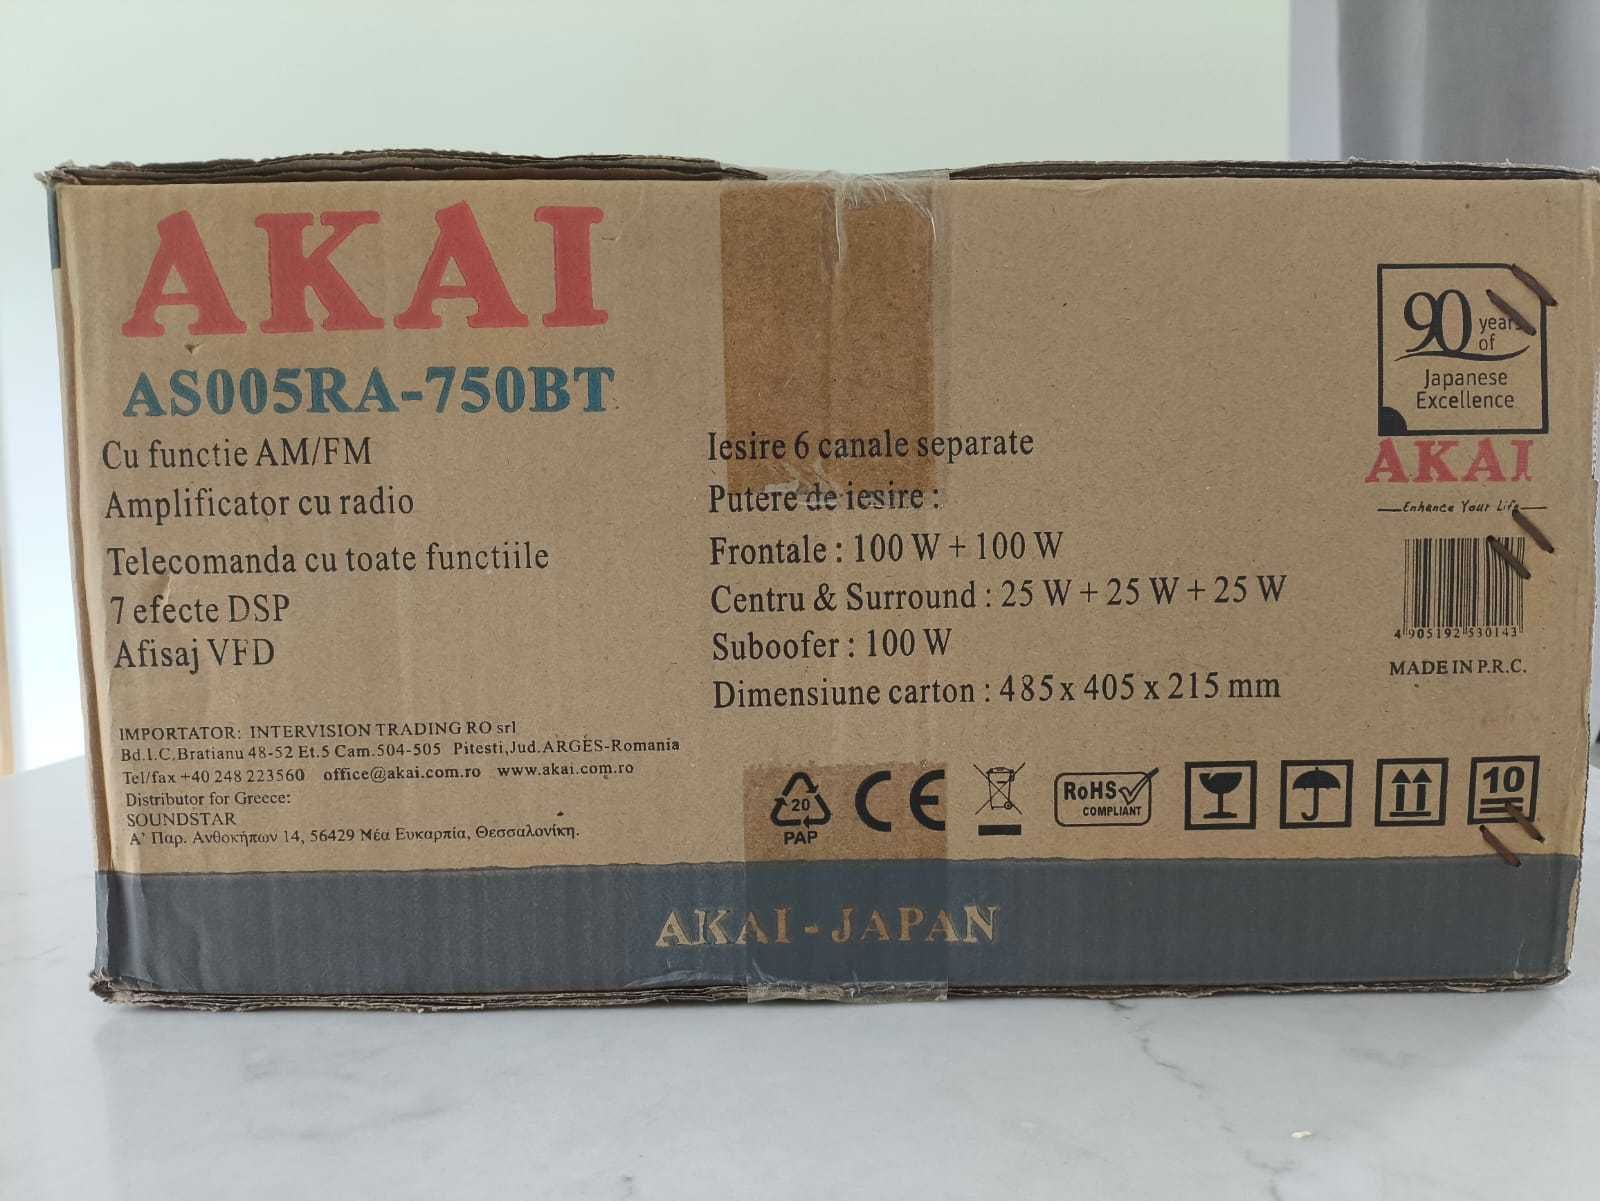 AKAI
AS005RA-750BT
Cu functie AM/FM
Amplificator cu radio
Telecomanda cu toate functiile
7 efecte DSP
Afisaj VFD
Iesire 6 canale separate
Putere de iesire :
Frontale : 100 W + 100 W
Centru & Surround : 25 W + 25 W + 25 W
Suboofer : 100 W
Dimensiune carton : 485 x 405 x 215 mm
90 years of
Japanese
Excellence
AKAI
Enhance Your Life
4 905192 530143
MADE IN P.R.C.
IMPORTATOR: INTERVISION TRADING RO srl
Bd.I.C.Bratianu 48-52 Et.5 Cam.504-505 Pitesti,Jud.ARGES-Romania
Tel/fax +40 248 223560 office@akai.com.ro www.akai.com.ro
Distributor for Greece:
SOUNDSTAR
Α' Παρ. Ανθοκήπων 14, 56429 Νέα Ευκαρπία, Θεσσαλονίκη.
20
PAP
CE
RoHS
COMPLIANT
10
AKAI - JAPAN